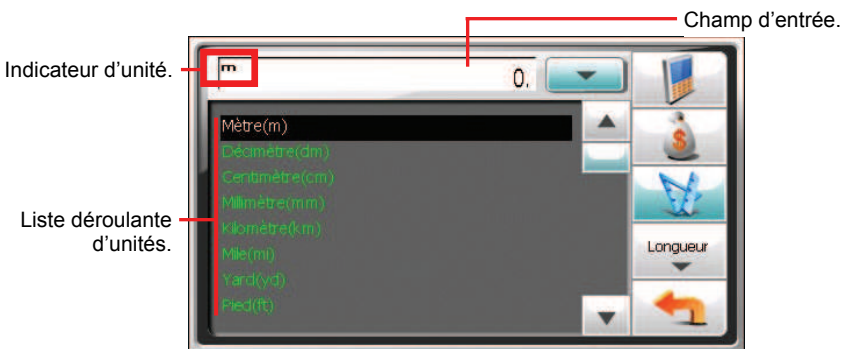 Champ d'entrée.
Indicateur d'unité.
m
0.
Mètre(m)
Décimètre(dm)
Centimètre(cm)
Millimètre(mm)
Kilomètre(km)
Mile(mi)
Yard(yd)
Pied(ft)
Liste déroulante
d'unités.
$
Longueur